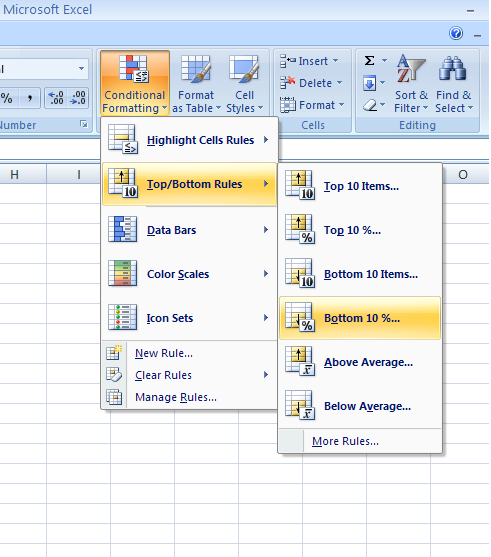 Microsoft Excel
Insert
Σ
Conditional Formatting
Format as Table
Cell Styles
Delete
Format
Sort & Filter
Find & Select
% , .00 .00
Number
Cells
Editing
H I O
Highlight Cells Rules
Top/Bottom Rules
Data Bars
Color Scales
Icon Sets
New Rule...
Clear Rules
Manage Rules...
Top 10 Items...
Top 10 %...
Bottom 10 Items...
Bottom 10 %...
Above Average...
Below Average...
More Rules...